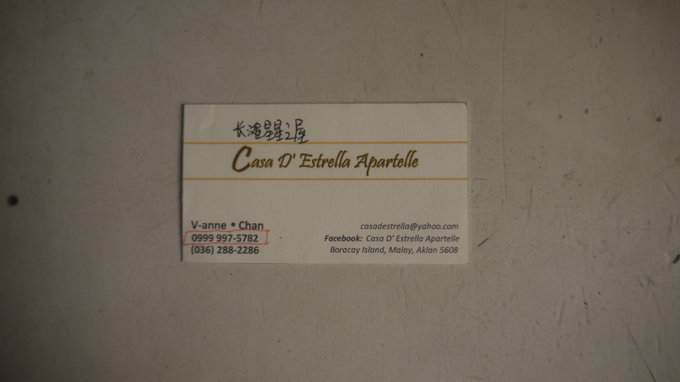 长滩星星之屋
Casa D' Estrella Apartelle
V-anne • Chan
0999 997-5782
(036) 288-2286
casadestrella@yahoo.com
Facebook: Casa D' Estrella Apartelle
Boracay Island, Malay, Aklan 5608